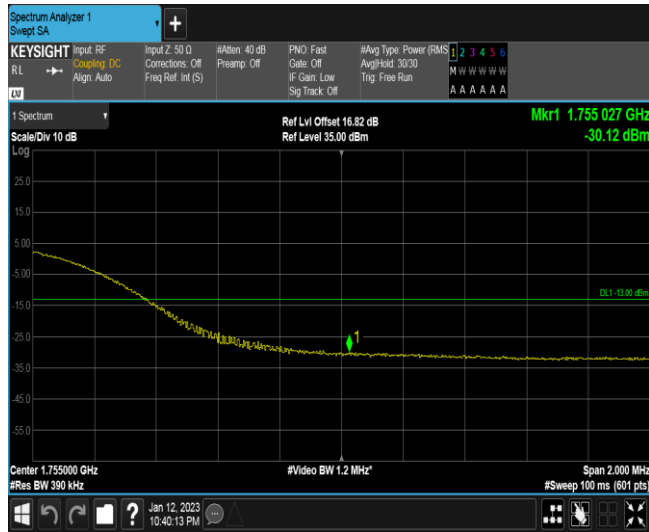 Spectrum Analyzer 1
Swept SA
+
KEYSIGHT
RL
LXI
Input: RF
Coupling: DC
Align: Auto
Input Z: 50 Ω
Corrections: Off
Freq Ref: Int (S)
#Atten: 40 dB
Preamp: Off
PNO: Fast
Gate: Off
IF Gain: Low
Sig Track: Off
#Avg Type: Power (RMS
Avg|Hold: 30/30
Trig: Free Run
1 2 3 4 5 6
M W W W W W
A A A A A A
1 Spectrum
Scale/Div 10 dB
Ref Lvl Offset 16.82 dB
Ref Level 35.00 dBm
Mkr1 1.755 027 GHz
-30.12 dBm
Log
25.0
15.0
5.00
-5.00
DL1 -13.00 dBm
-15.0
-25.0
1
-35.0
-45.0
-55.0
Center 1.755000 GHz
#Video BW 1.2 MHz*
Span 2.000 MHz
#Res BW 390 kHz
#Sweep 100 ms (601 pts)
?
Jan 12, 2023
10:40:13 PM